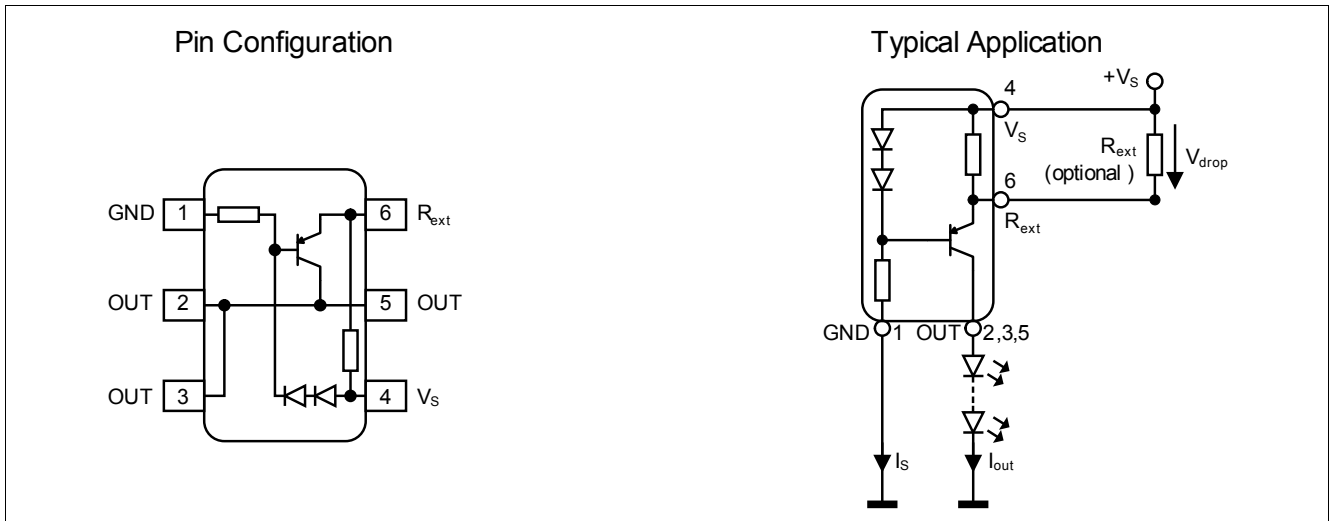 Pin Configuration
GND 1 6 Rext
OUT 2 5 OUT
OUT 3 4 VS
Typical Application
+VS
4
VS
Rext
(optional )
Vdrop
6
Rext
GND 1 OUT 2,3,5
IS Iout